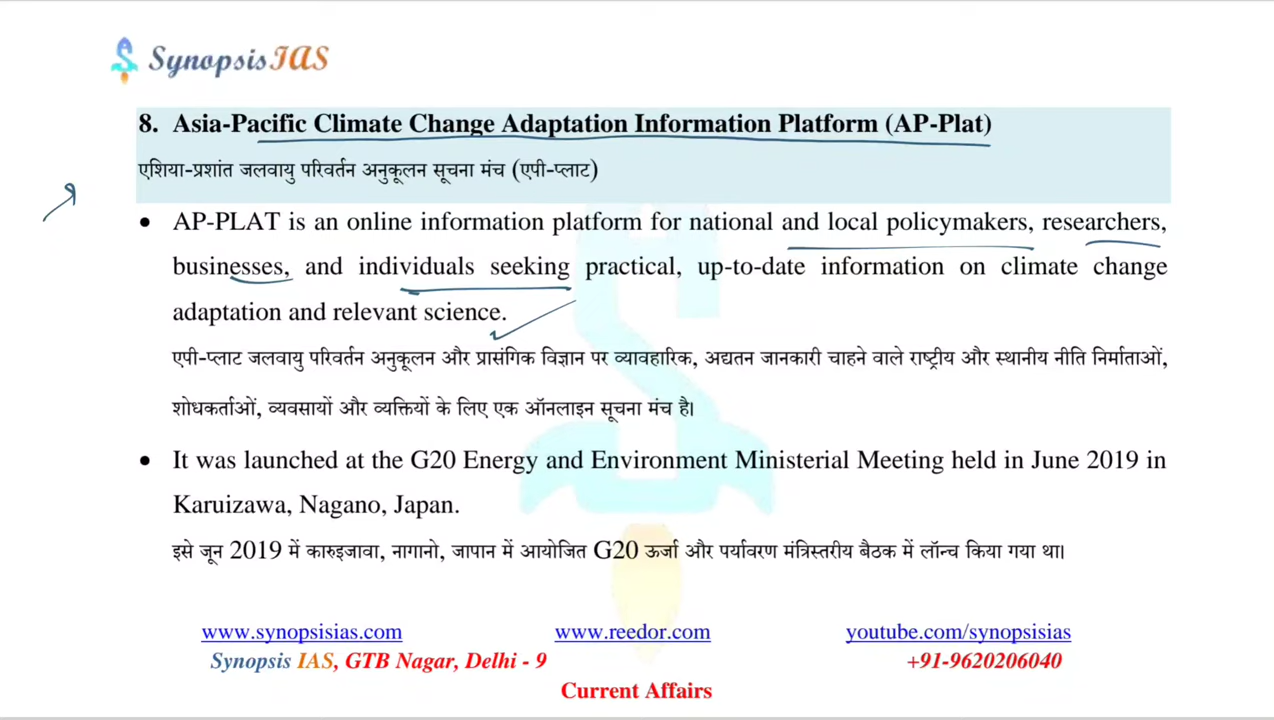 SynopsisIAS
8. Asia-Pacific Climate Change Adaptation Information Platform (AP-Plat)
एशिया-प्रशांत जलवायु परिवर्तन अनुकूलन सूचना मंच (एपी-प्लाट)
• AP-PLAT is an online information platform for national and local policymakers, researchers,
businesses, and individuals seeking practical, up-to-date information on climate change
adaptation and relevant science.
एपी-प्लाट जलवायु परिवर्तन अनुकूलन और प्रासंगिक विज्ञान पर व्यावहारिक, अद्यतन जानकारी चाहने वाले राष्ट्रीय और स्थानीय नीति निर्माताओं,
शोधकर्ताओं, व्यवसायों और व्यक्तियों के लिए एक ऑनलाइन सूचना मंच है।
• It was launched at the G20 Energy and Environment Ministerial Meeting held in June 2019 in
Karuizawa, Nagano, Japan.
इसे जून 2019 में कारुइजावा, नागानो, जापान में आयोजित G20 ऊर्जा और पर्यावरण मंत्रिस्तरीय बैठक में लॉन्च किया गया था।
www.synopsisias.com www.reedor.com youtube.com/synopsisias
Synopsis IAS, GTB Nagar, Delhi - 9 +91-9620206040
Current Affairs